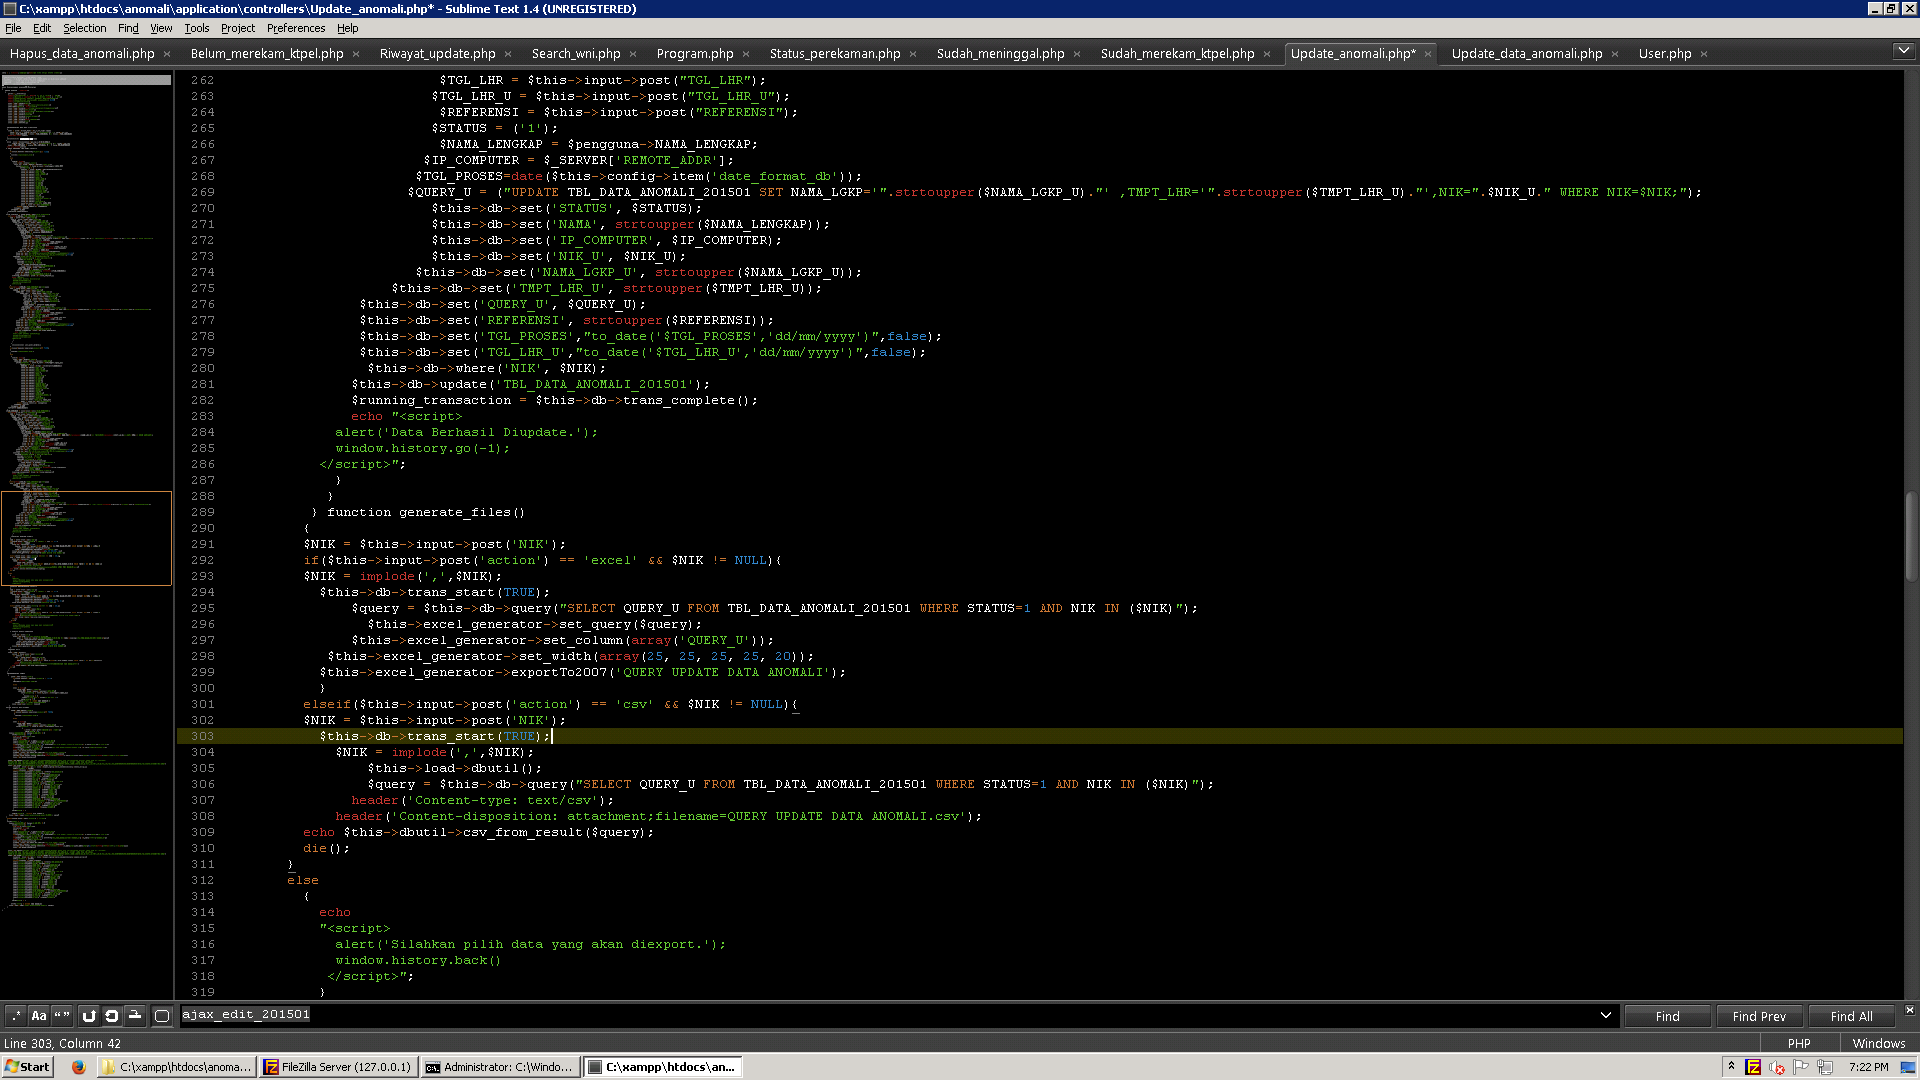 C:\xampp\htdocs\anomali\application\controllers\Update_anomali.php* - Sublime Text 1.4 (UNREGISTERED)
File Edit Selection Find View Tools Project Preferences Help
Hapus_data_anomali.php × Belum_merekam_ktpel.php × Riwayat_update.php × Search_wni.php × Program.php × Status_perekaman.php × Sudah_meninggal.php × Sudah_merekam_ktpel.php × Update_anomali.php* × Update_data_anomali.php × User.php ×
262 $TGL_LHR = $this->input->post("TGL_LHR");
263 $TGL_LHR_U = $this->input->post("TGL_LHR_U");
264 $REFERENSI = $this->input->post("REFERENSI");
265 $STATUS = ('1');
266 $NAMA_LENGKAP = $pengguna->NAMA_LENGKAP;
267 $IP_COMPUTER = $_SERVER['REMOTE_ADDR'];
268 $TGL_PROSES=date($this->config->item('date_format_db'));
269 $QUERY_U = ("UPDATE TBL_DATA_ANOMALI_201501 SET NAMA_LGKP='".strtoupper($NAMA_LGKP_U)."' ,TMPT_LHR='".strtoupper($TMPT_LHR_U)."',NIK=".$NIK_U." WHERE NIK=$NIK;");
270 $this->db->set('STATUS', $STATUS);
271 $this->db->set('NAMA', strtoupper($NAMA_LENGKAP));
272 $this->db->set('IP_COMPUTER', $IP_COMPUTER);
273 $this->db->set('NIK_U', $NIK_U);
274 $this->db->set('NAMA_LGKP_U', strtoupper($NAMA_LGKP_U));
275 $this->db->set('TMPT_LHR_U', strtoupper($TMPT_LHR_U));
276 $this->db->set('QUERY_U', $QUERY_U);
277 $this->db->set('REFERENSI', strtoupper($REFERENSI));
278 $this->db->set('TGL_PROSES',"to_date('$TGL_PROSES','dd/mm/yyyy')",false);
279 $this->db->set('TGL_LHR_U',"to_date('$TGL_LHR_U','dd/mm/yyyy')",false);
280 $this->db->where('NIK', $NIK);
281 $this->db->update('TBL_DATA_ANOMALI_201501');
282 $running_transaction = $this->db->trans_complete();
283 echo "<script>
284 alert('Data Berhasil Diupdate.');
285 window.history.go(-1);
286 </script>";
287 }
288 }
289 } function generate_files()
290 {
291 $NIK = $this->input->post('NIK');
292 if($this->input->post('action') == 'excel' && $NIK != NULL){
293 $NIK = implode(',',$NIK);
294 $this->db->trans_start(TRUE);
295 $query = $this->db->query("SELECT QUERY_U FROM TBL_DATA_ANOMALI_201501 WHERE STATUS=1 AND NIK IN ($NIK)");
296 $this->excel_generator->set_query($query);
297 $this->excel_generator->set_column(array('QUERY_U'));
298 $this->excel_generator->set_width(array(25, 25, 25, 25, 20));
299 $this->excel_generator->exportTo2007('QUERY UPDATE DATA ANOMALI');
300 }
301 elseif($this->input->post('action') == 'csv' && $NIK != NULL){
302 $NIK = $this->input->post('NIK');
303 $this->db->trans_start(TRUE);
304 $NIK = implode(',',$NIK);
305 $this->load->dbutil();
306 $query = $this->db->query("SELECT QUERY_U FROM TBL_DATA_ANOMALI_201501 WHERE STATUS=1 AND NIK IN ($NIK)");
307 header('Content-type: text/csv');
308 header('Content-disposition: attachment;filename=QUERY UPDATE DATA ANOMALI.csv');
309 echo $this->dbutil->csv_from_result($query);
310 die();
311 }
312 else
313 {
314 echo
315 "<script>
316 alert('Silahkan pilih data yang akan diexport.');
317 window.history.back()
318 </script>";
319 }
.* Aa “ ” ajax_edit_201501 Find Find Prev Find All
Line 303, Column 42 PHP Windows
Start C:\xampp\htdocs\anoma... FileZilla Server (127.0.0.1) Administrator: C:\Windo... C:\xampp\htdocs\an... 7:22 PM